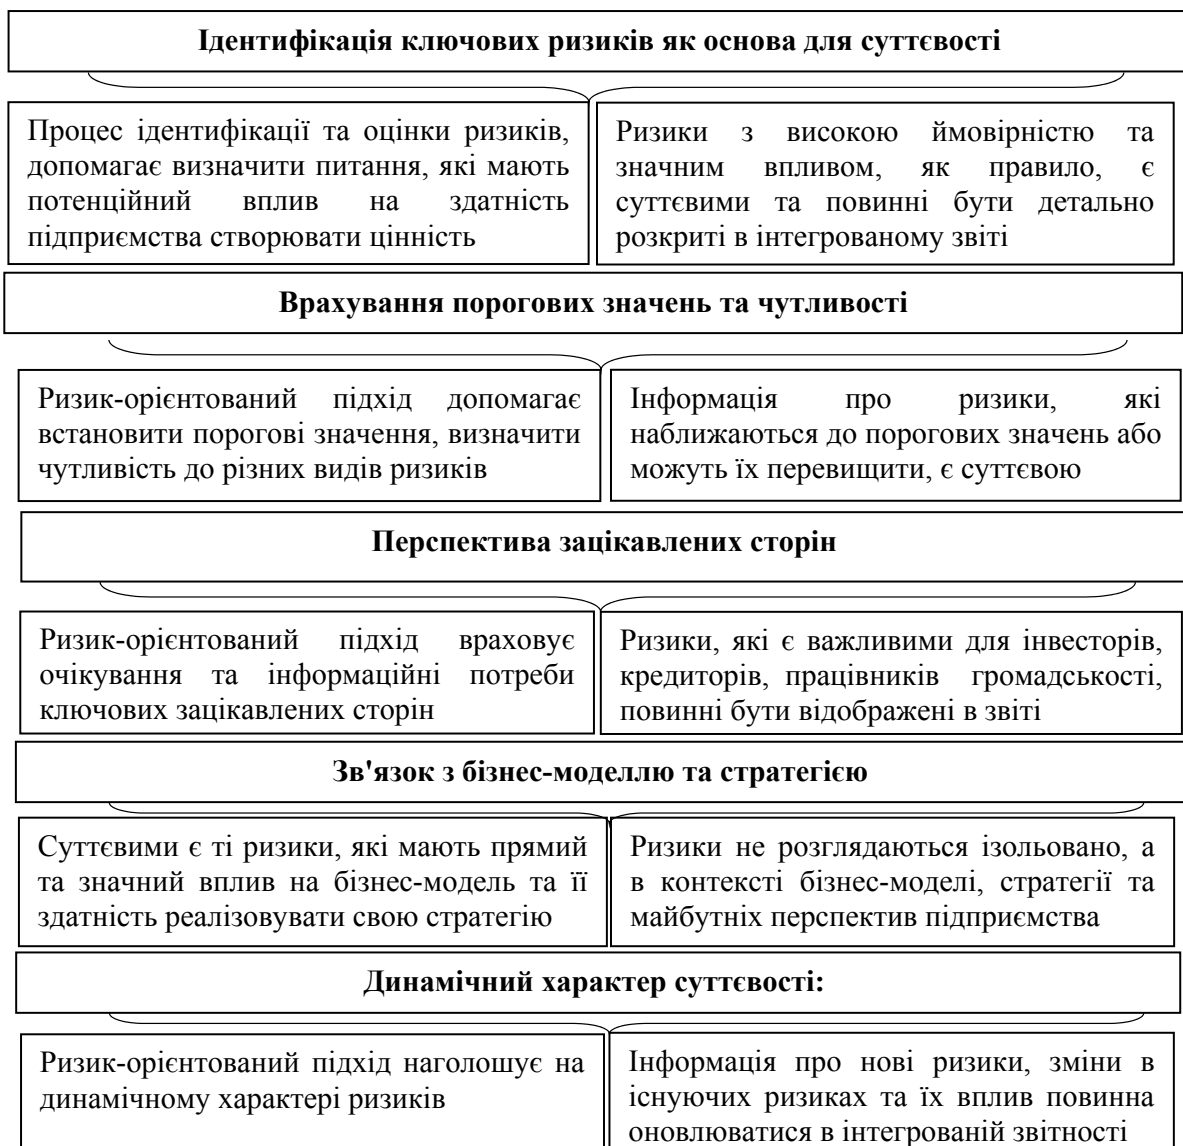 Ідентифікація ключових ризиків як основа для суттєвості
Процес ідентифікації та оцінки ризиків,
допомагає визначити питання, які мають
потенційний вплив на здатність
підприємства створювати цінність
Ризики з високою ймовірністю та
значним впливом, як правило, є
суттєвими та повинні бути детально
розкриті в інтегрованому звіті
Врахування порогових значень та чутливості
Ризик-орієнтований підхід допомагає
встановити порогові значення, визначити
чутливість до різних видів ризиків
Інформація про ризики, які
наближаються до порогових значень або
можуть їх перевищити, є суттєвою
Перспектива зацікавлених сторін
Ризик-орієнтований підхід враховує
очікування та інформаційні потреби
ключових зацікавлених сторін
Ризики, які є важливими для інвесторів,
кредиторів, працівників громадськості,
повинні бути відображені в звіті
Зв'язок з бізнес-моделлю та стратегією
Суттєвими є ті ризики, які мають прямий
та значний вплив на бізнес-модель та її
здатність реалізовувати свою стратегію
Ризики не розглядаються ізольовано, а
в контексті бізнес-моделі, стратегії та
майбутніх перспектив підприємства
Динамічний характер суттєвості:
Ризик-орієнтований підхід наголошує на
динамічному характері ризиків
Інформація про нові ризики, зміни в
існуючих ризиках та їх вплив повинна
оновлюватися в інтегрованій звітності